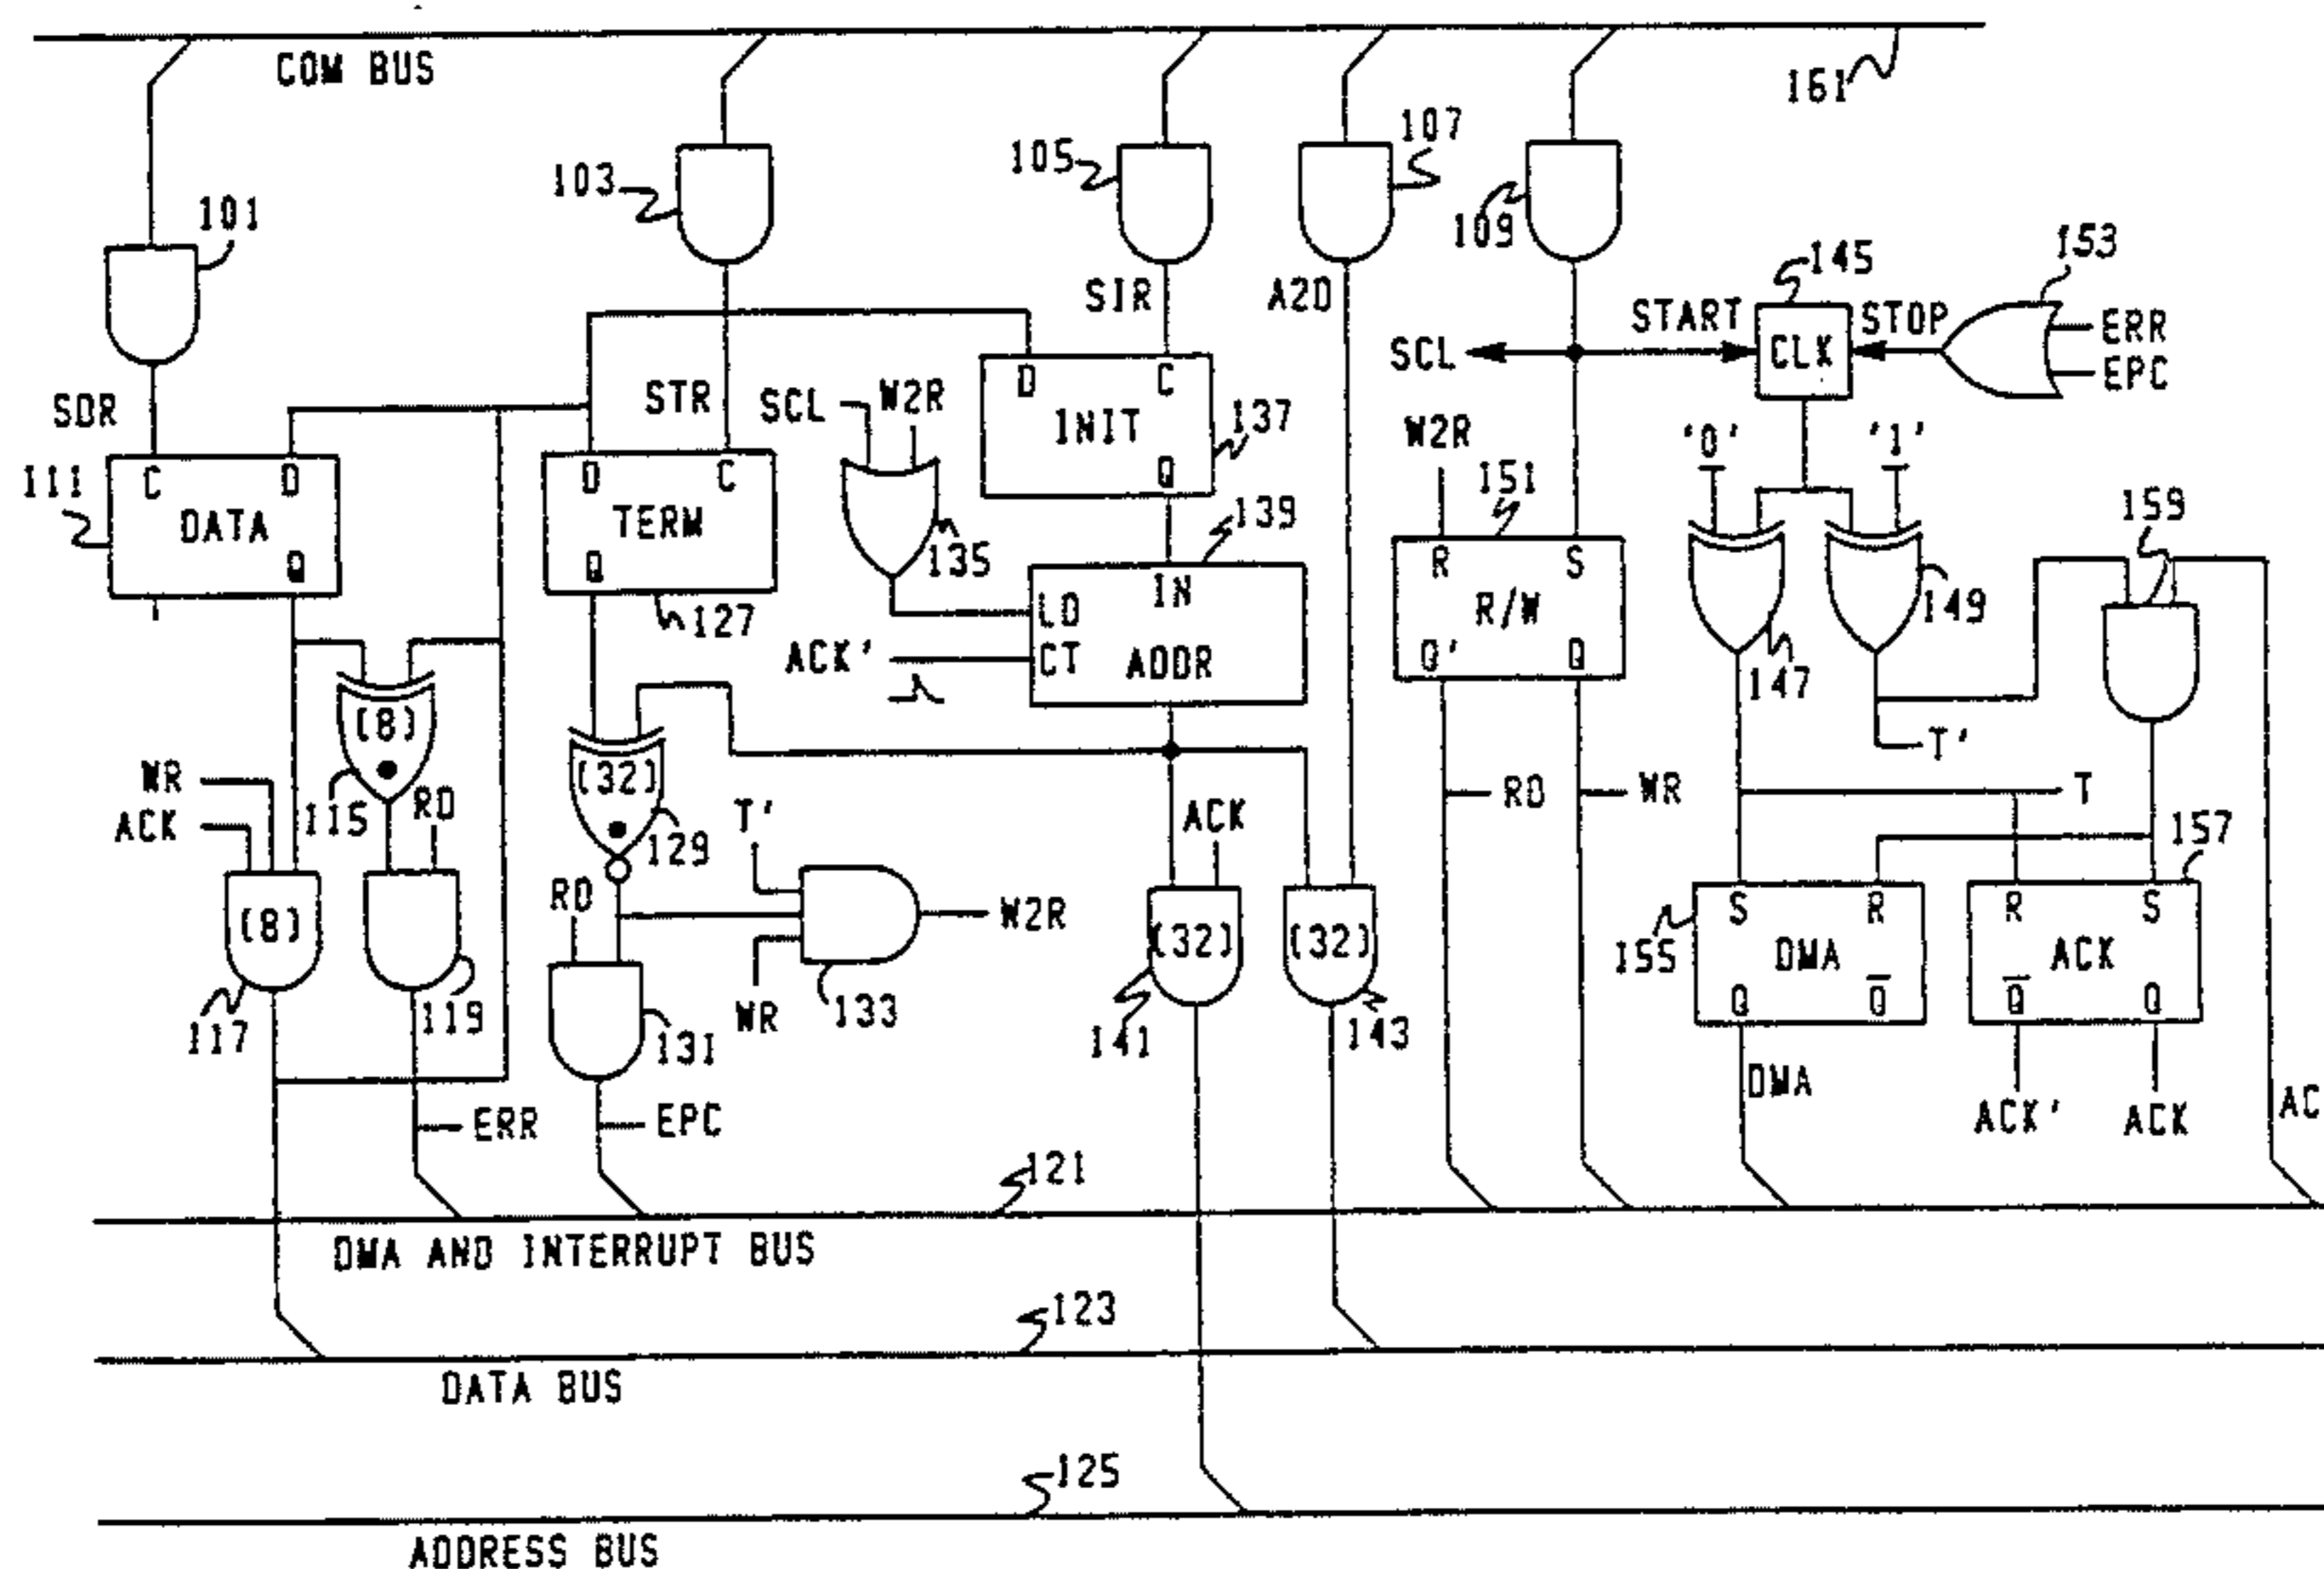 COM BUS
161
101
103
105
107
109
153
145
SIR
A2D
START
STOP
ERR
EPC
SCL
CLK
SDR
STR
SCL
W2R
D C
INIT
Q
137
W2R
'0'
'1'
111
C D
DATA
Q
D C
TERM
Q
127
135
139
151
159
IN
LD
CT
ADDR
ACK'
R S
R/W
Q' Q
147
149
T'
(8)
115
WR
ACK
RD
(32)
129
T'
ACK
RD
WR
T
157
(8)
117
119
RD
131
WR
133
W2R
(32)
141
(32)
143
155
S R
DMA
Q Q
R S
ACK
Q Q
DMA
ACK'
ACK
AC
ERR
EPC
121
DMA AND INTERRUPT BUS
123
DATA BUS
125
ADDRESS BUS